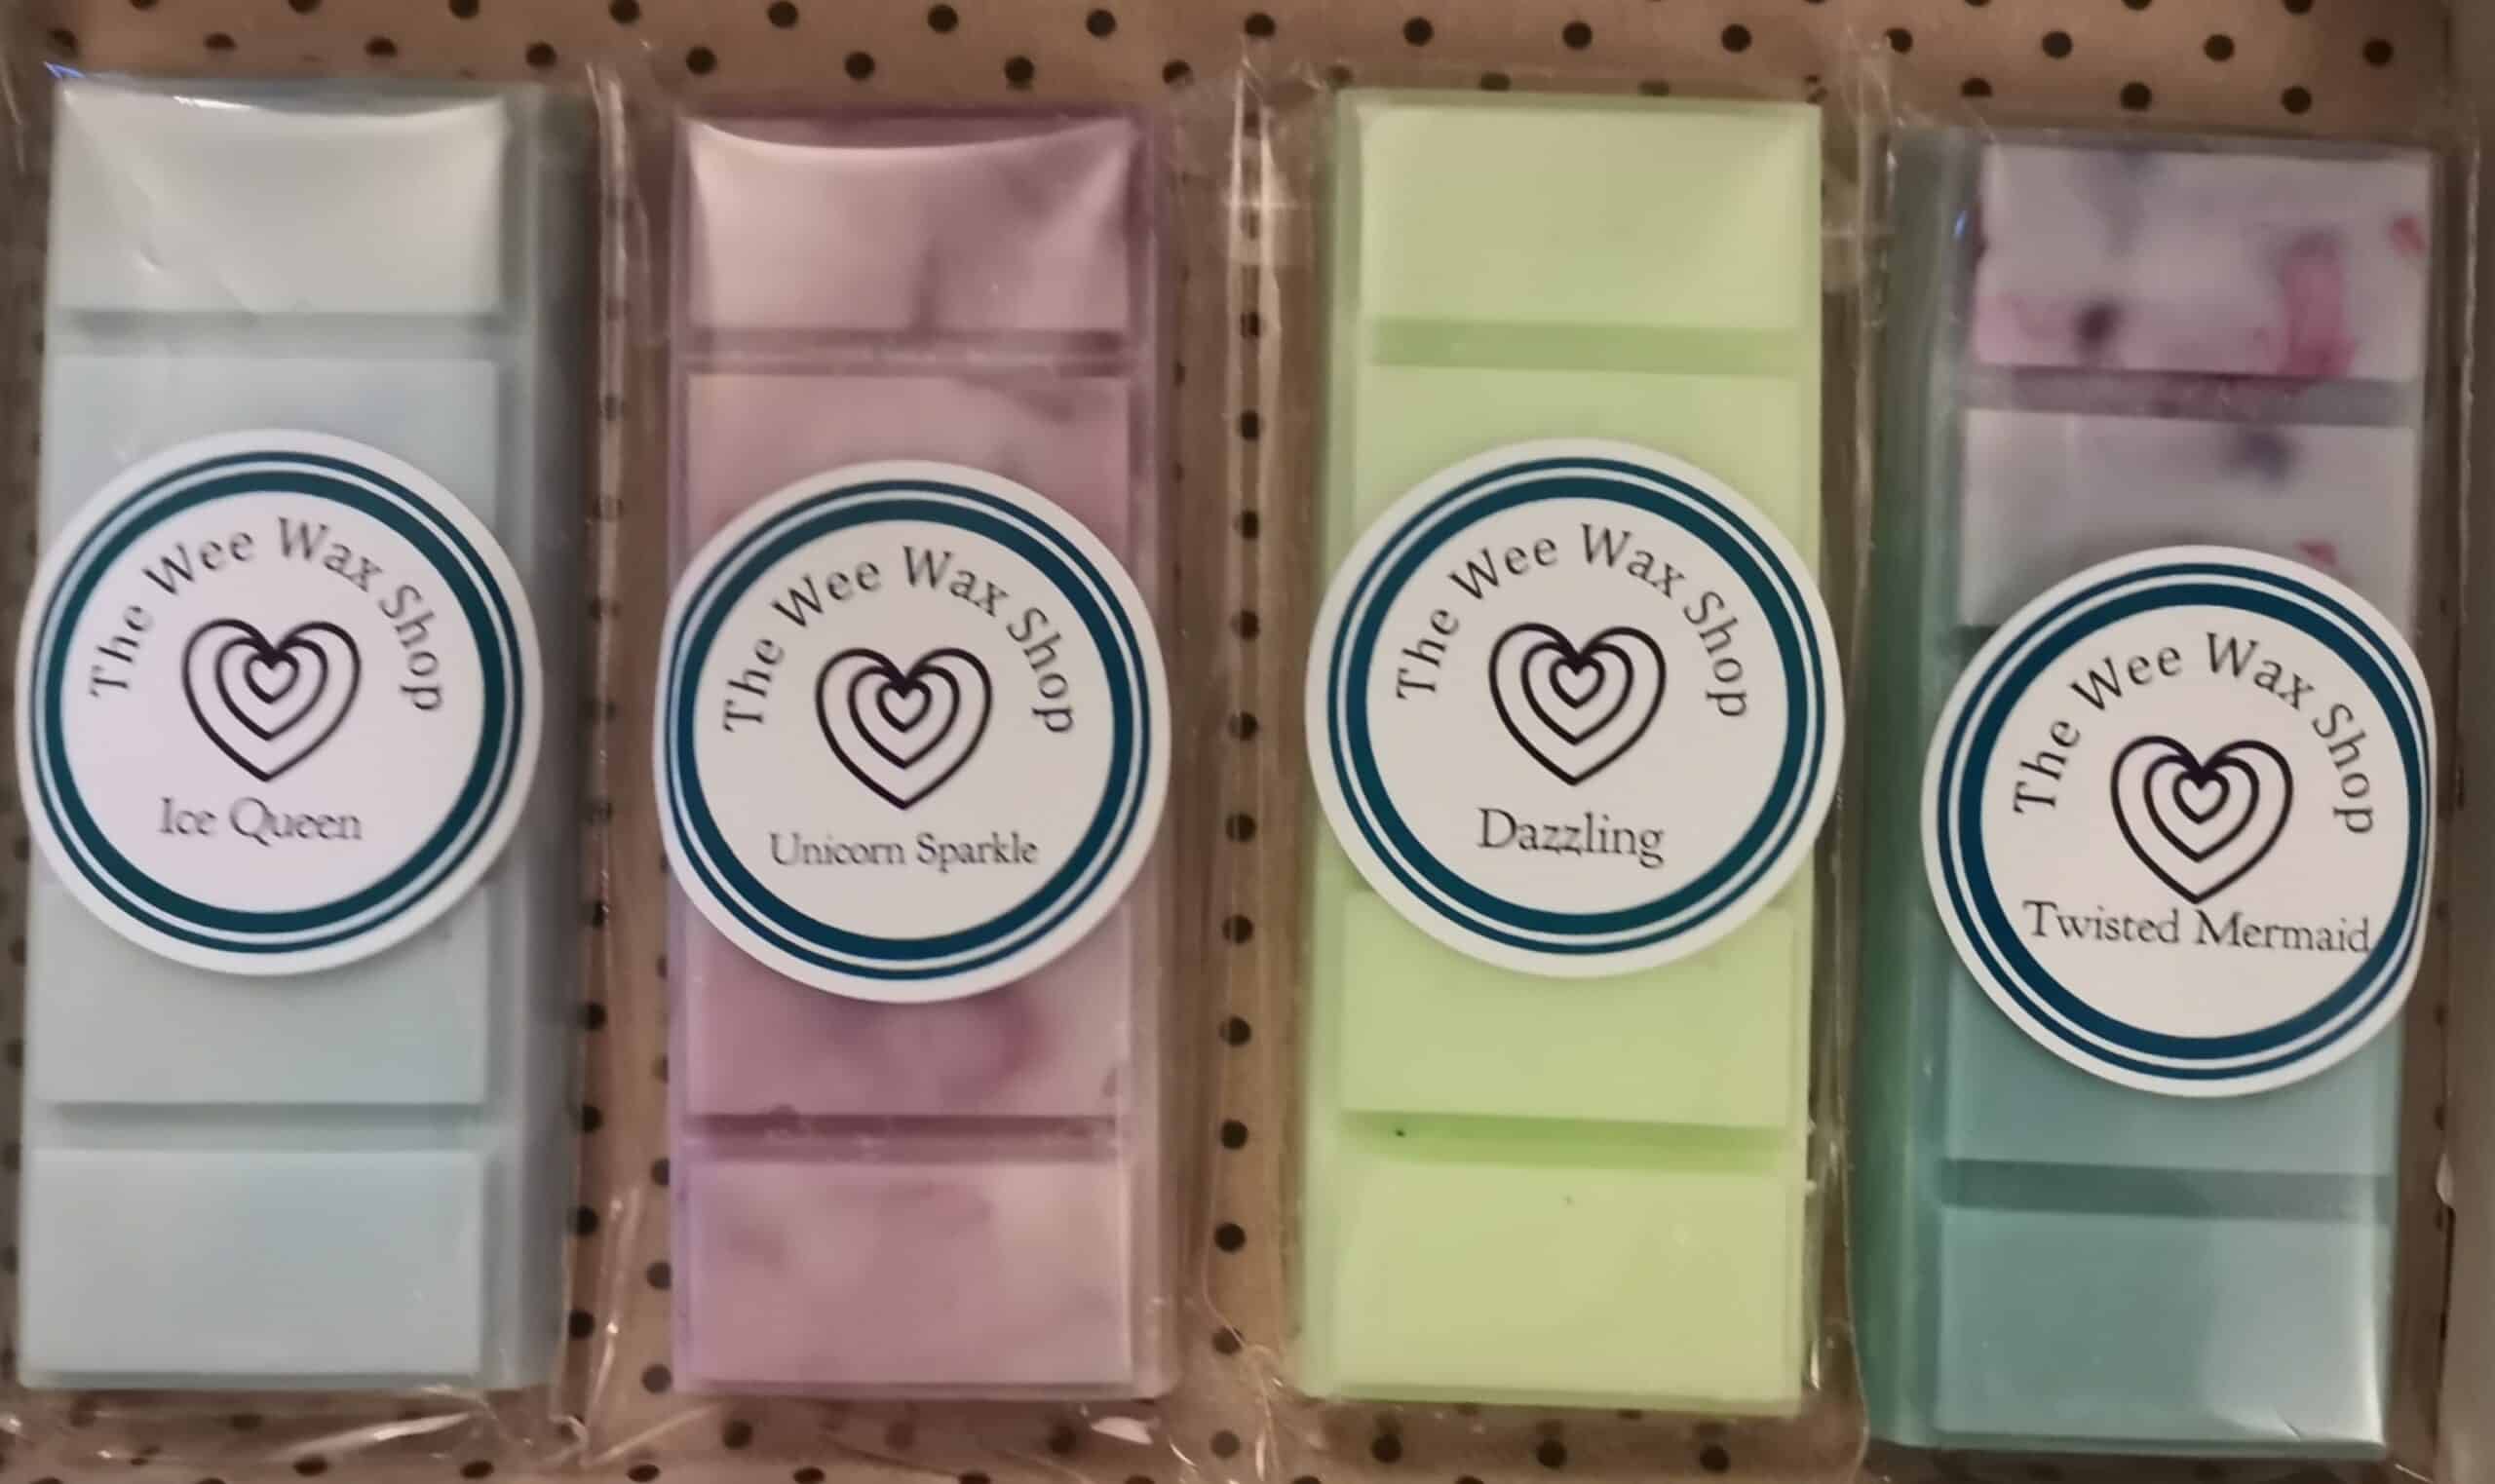 The Wee Wax Shop
Ice Queen
The Wee Wax Shop
Unicorn Sparkle
The Wee Wax Shop
Dazzling
The Wee Wax Shop
Twisted Mermaid